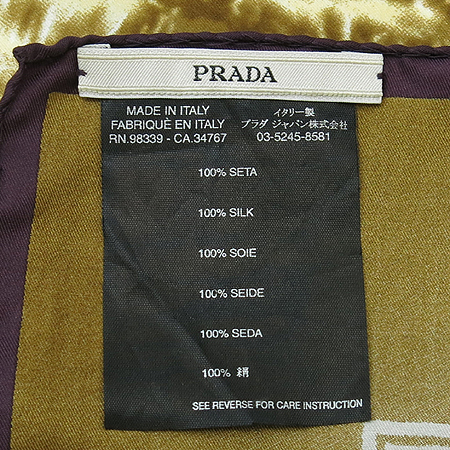 PRADA
MADE IN ITALY
FABRIQUÈ EN ITALY
RN.98339 - CA.34767
イタリー製
プラダ ジャパン株式会社
03-5245-8581
100% SETA
100% SILK
100% SOIE
100% SEIDE
100% SEDA
100% 絹
SEE REVERSE FOR CARE INSTRUCTION